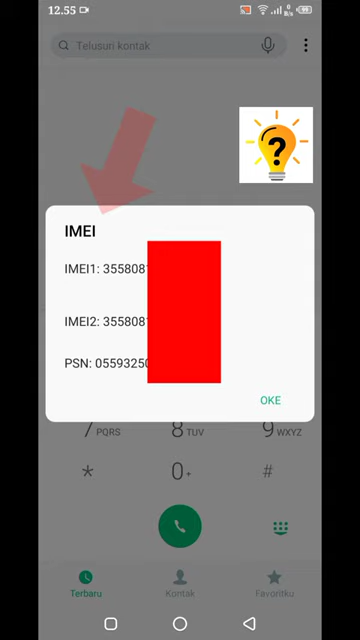 12.55
Telusuri kontak
?
IMEI
IMEI1: 355808
IMEI2: 355808
PSN: 0559325
OKE
7 PQRS 8 TUV 9 WXYZ
* 0 + #
Terbaru Kontak Favoritku